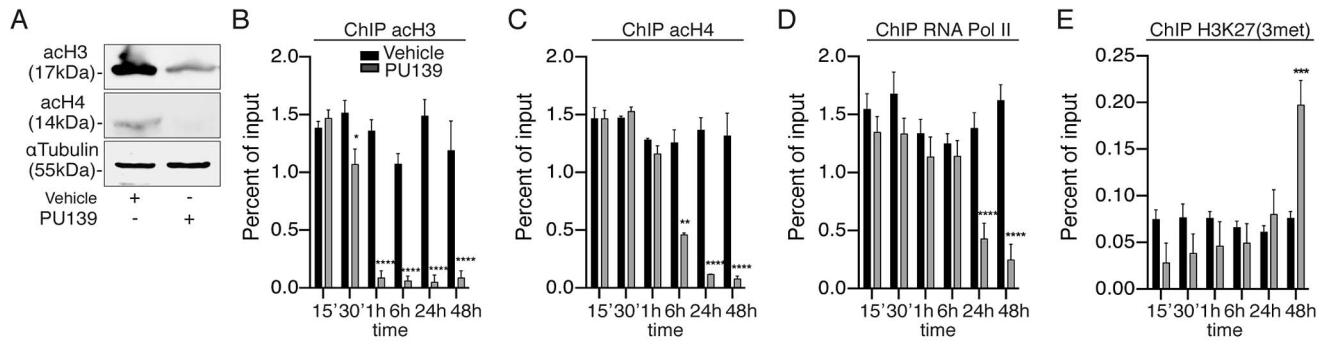 A
acH3
(17kDa)-
acH4
(14kDa)-
αTubulin
(55kDa)-
Vehicle + -
PU139 - +
B
ChIP acH3
Vehicle
PU139
Percent of input
2.0
1.5
1.0
0.5
0.0
*
****
****
****
****
15' 30' 1h 6h 24h 48h
time
C
ChIP acH4
Percent of input
2.0
1.5
1.0
0.5
0.0
**
****
****
15' 30' 1h 6h 24h 48h
time
D
ChIP RNA Pol II
Percent of input
2.0
1.5
1.0
0.5
0.0
****
****
15' 30' 1h 6h 24h 48h
time
E
ChIP H3K27(3met)
Percent of input
0.25
0.20
0.15
0.10
0.05
0.00
***
15' 30' 1h 6h 24h 48h
time